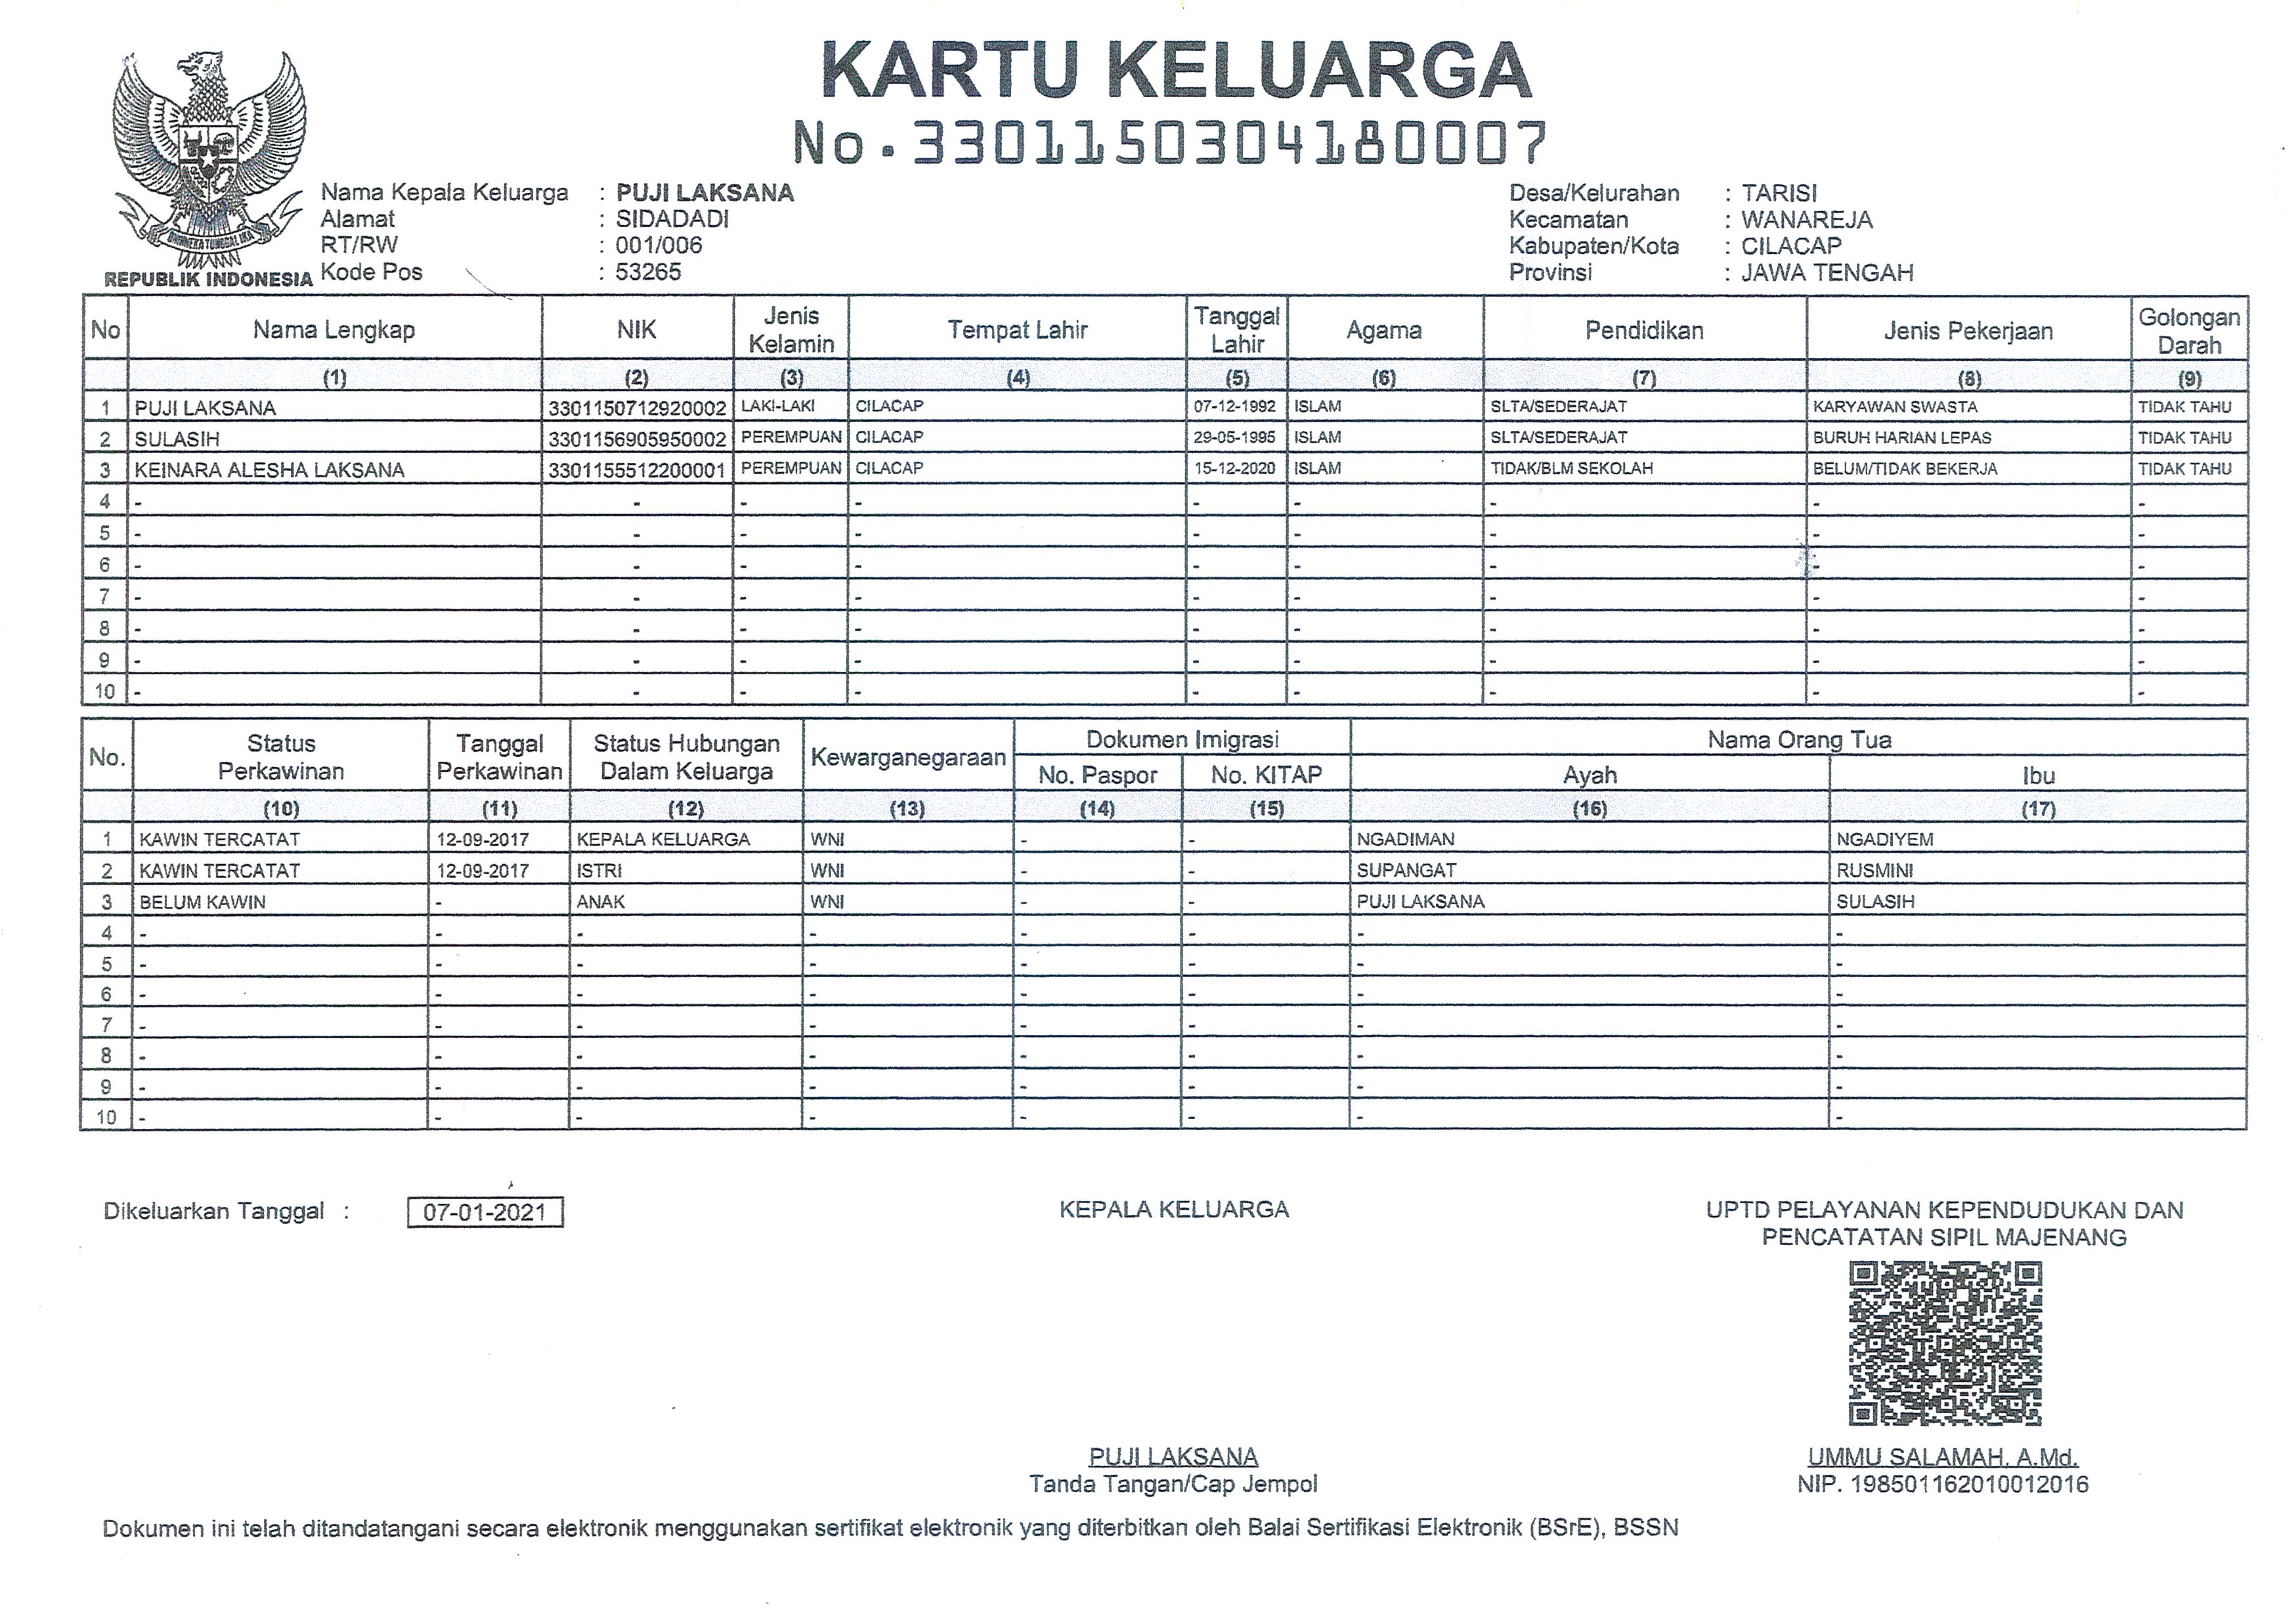 KARTU KELUARGA
No. 3301150304180007
Nama Kepala Keluarga : PUJI LAKSANA
Alamat : SIDADADI
RT/RW : 001/006
Kode Pos : 53265
Desa/Kelurahan : TARISI
Kecamatan : WANAREJA
Kabupaten/Kota : CILACAP
Provinsi : JAWA TENGAH
BHINNEKA TUNGGAL IKA
REPUBLIK INDONESIA
No Nama Lengkap NIK Jenis Kelamin Tempat Lahir Tanggal Lahir Agama Pendidikan Jenis Pekerjaan Golongan Darah
(1) (2) (3) (4) (5) (6) (7) (8) (9)
1 PUJI LAKSANA 3301150712920002 LAKI-LAKI CILACAP 07-12-1992 ISLAM SLTA/SEDERAJAT KARYAWAN SWASTA TIDAK TAHU
2 SULASIH 3301156905950002 PEREMPUAN CILACAP 29-05-1995 ISLAM SLTA/SEDERAJAT BURUH HARIAN LEPAS TIDAK TAHU
3 KEINARA ALESHA LAKSANA 3301155512200001 PEREMPUAN CILACAP 15-12-2020 ISLAM TIDAK/BLM SEKOLAH BELUM/TIDAK BEKERJA TIDAK TAHU
4 - - - - - - - - -
5 - - - - - - - - -
6 - - - - - - - - -
7 - - - - - - - - -
8 - - - - - - - - -
9 - - - - - - - - -
10 - - - - - - - - -
No. Status Perkawinan Tanggal Perkawinan Status Hubungan Dalam Keluarga Kewarganegaraan Dokumen Imigrasi Nama Orang Tua
No. Paspor No. KITAP Ayah Ibu
(10) (11) (12) (13) (14) (15) (16) (17)
1 KAWIN TERCATAT 12-09-2017 KEPALA KELUARGA WNI - - NGADIMAN NGADIYEM
2 KAWIN TERCATAT 12-09-2017 ISTRI WNI - - SUPANGAT RUSMINI
3 BELUM KAWIN - ANAK WNI - - PUJI LAKSANA SULASIH
4 - - - - - - - -
5 - - - - - - - -
6 - - - - - - - -
7 - - - - - - - -
8 - - - - - - - -
9 - - - - - - - -
10 - - - - - - - -
Dikeluarkan Tanggal : 07-01-2021
KEPALA KELUARGA
PUJI LAKSANA
Tanda Tangan/Cap Jempol
UPTD PELAYANAN KEPENDUDUKAN DAN
PENCATATAN SIPIL MAJENANG
UMMU SALAMAH, A.Md.
NIP. 198501162010012016
Dokumen ini telah ditandatangani secara elektronik menggunakan sertifikat elektronik yang diterbitkan oleh Balai Sertifikasi Elektronik (BSrE), BSSN